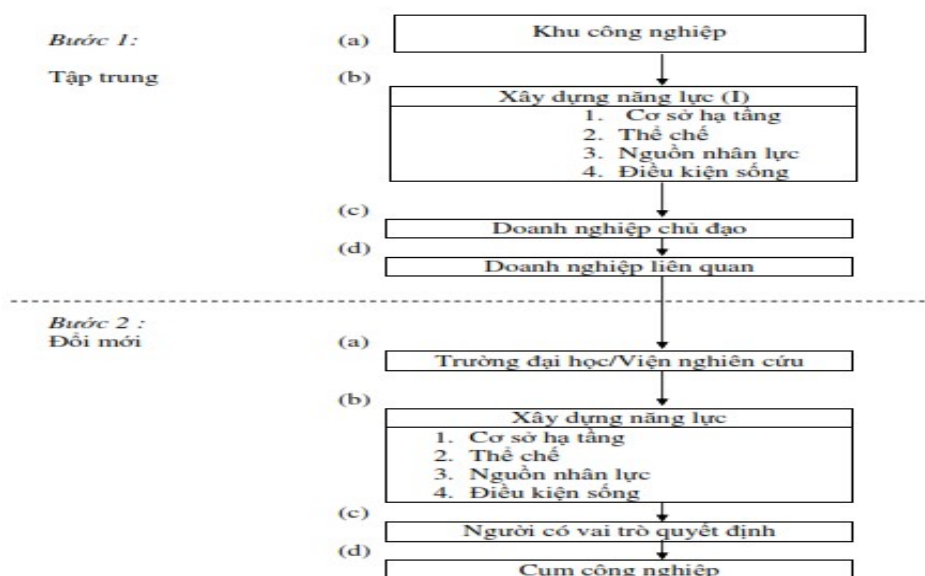 Bước 1:
(a)
Khu công nghiệp
Tập trung
(b)
Xây dựng năng lực (I)
1. Cơ sở hạ tầng
2. Thể chế
3. Nguồn nhân lực
4. Điều kiện sống
(c)
Doanh nghiệp chủ đạo
(d)
Doanh nghiệp liên quan
Bước 2 :
Đổi mới
(a)
Trường đại học/Viện nghiên cứu
(b)
Xây dựng năng lực
1. Cơ sở hạ tầng
2. Thể chế
3. Nguồn nhân lực
4. Điều kiện sống
(c)
Người có vai trò quyết định
(d)
Cụm công nghiệp